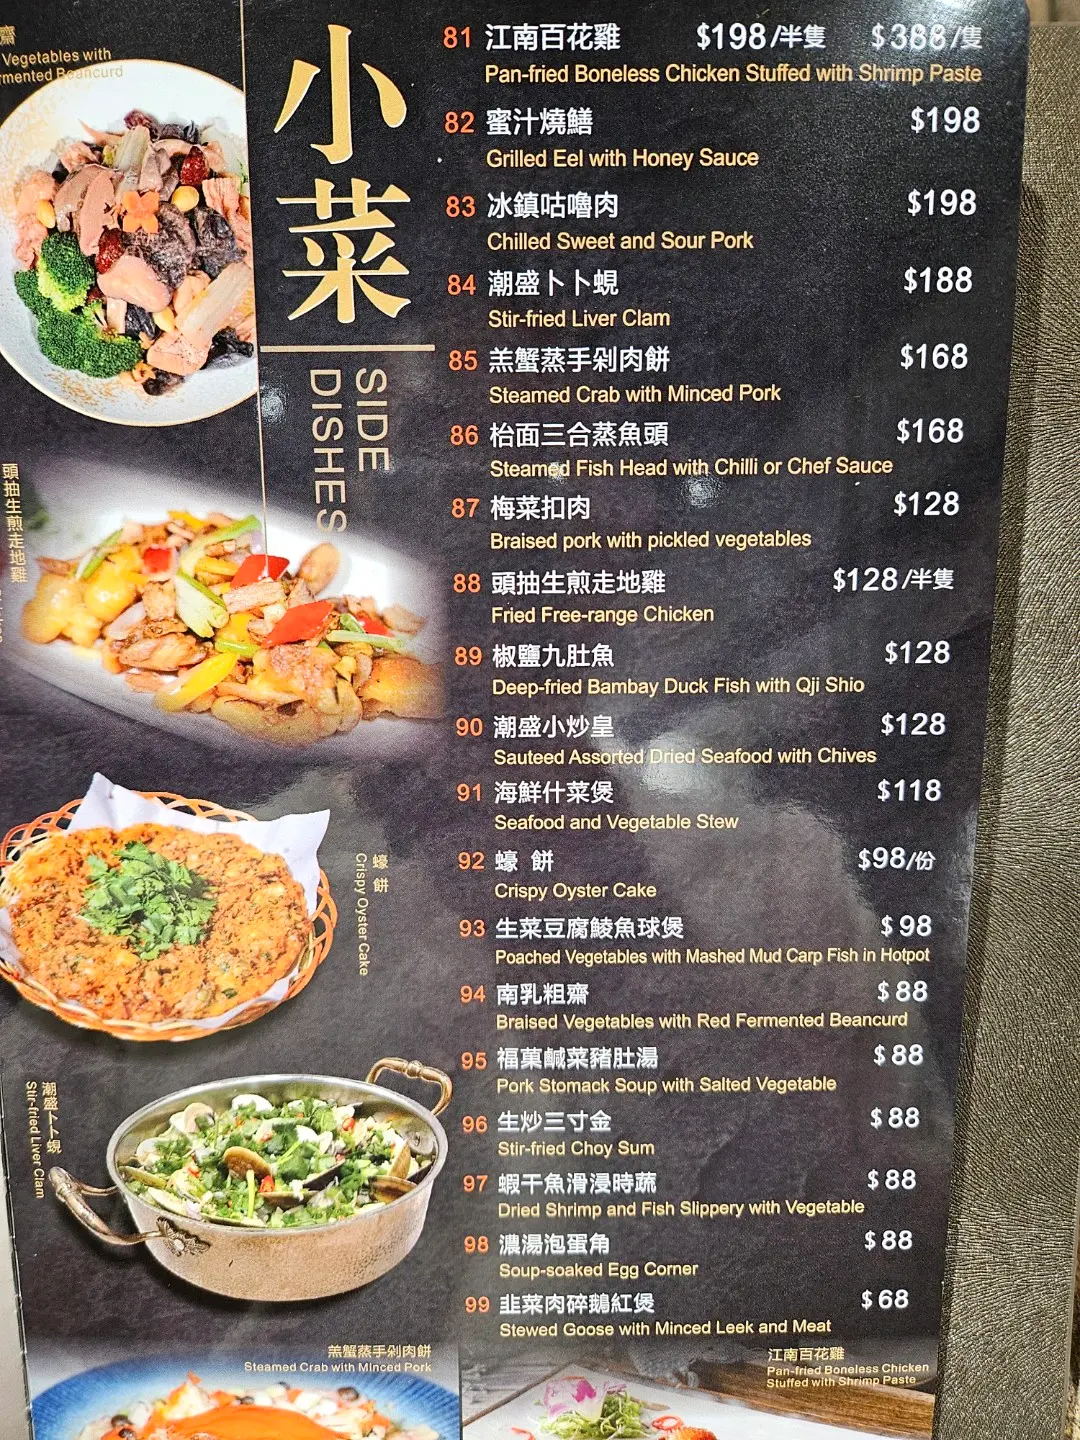 齋
Vegetables with
rmented Beancurd
小菜
SIDE
DISHES
81 江南百花雞 $198/半隻 $388/隻
Pan-fried Boneless Chicken Stuffed with Shrimp Paste
82 蜜汁燒鱔 $198
Grilled Eel with Honey Sauce
83 冰鎮咕嚕肉 $198
Chilled Sweet and Sour Pork
84 潮盛卜卜蜆 $188
Stir-fried Liver Clam
85 羔蟹蒸手剁肉餅 $168
Steamed Crab with Minced Pork
86 枱面三合蒸魚頭 $168
Steamed Fish Head with Chilli or Chef Sauce
87 梅菜扣肉 $128
Braised pork with pickled vegetables
88 頭抽生煎走地雞 $128/半隻
Fried Free-range Chicken
89 椒鹽九肚魚 $128
Deep-fried Bambay Duck Fish with Qji Shio
90 潮盛小炒皇 $128
Sauteed Assorted Dried Seafood with Chives
91 海鮮什菜煲 $118
Seafood and Vegetable Stew
92 蠔 餅 $98/份
Crispy Oyster Cake
93 生菜豆腐鯪魚球煲 $98
Poached Vegetables with Mashed Mud Carp Fish in Hotpot
94 南乳粗齋 $88
Braised Vegetables with Red Fermented Beancurd
95 福菓鹹菜豬肚湯 $88
Pork Stomack Soup with Salted Vegetable
96 生炒三寸金 $88
Stir-fried Choy Sum
97 蝦干魚滑浸時蔬 $88
Dried Shrimp and Fish Slippery with Vegetable
98 濃湯泡蛋角 $88
Soup-soaked Egg Corner
99 韭菜肉碎鵝紅煲 $68
Stewed Goose with Minced Leek and Meat
頭抽生煎走地雞
蠔餅
Crispy Oyster Cake
潮盛卜卜蜆
Stir-fried Liver Clam
羔蟹蒸手剁肉餅
Steamed Crab with Minced Pork
江南百花雞
Pan-fried Boneless Chicken
Stuffed with Shrimp Paste